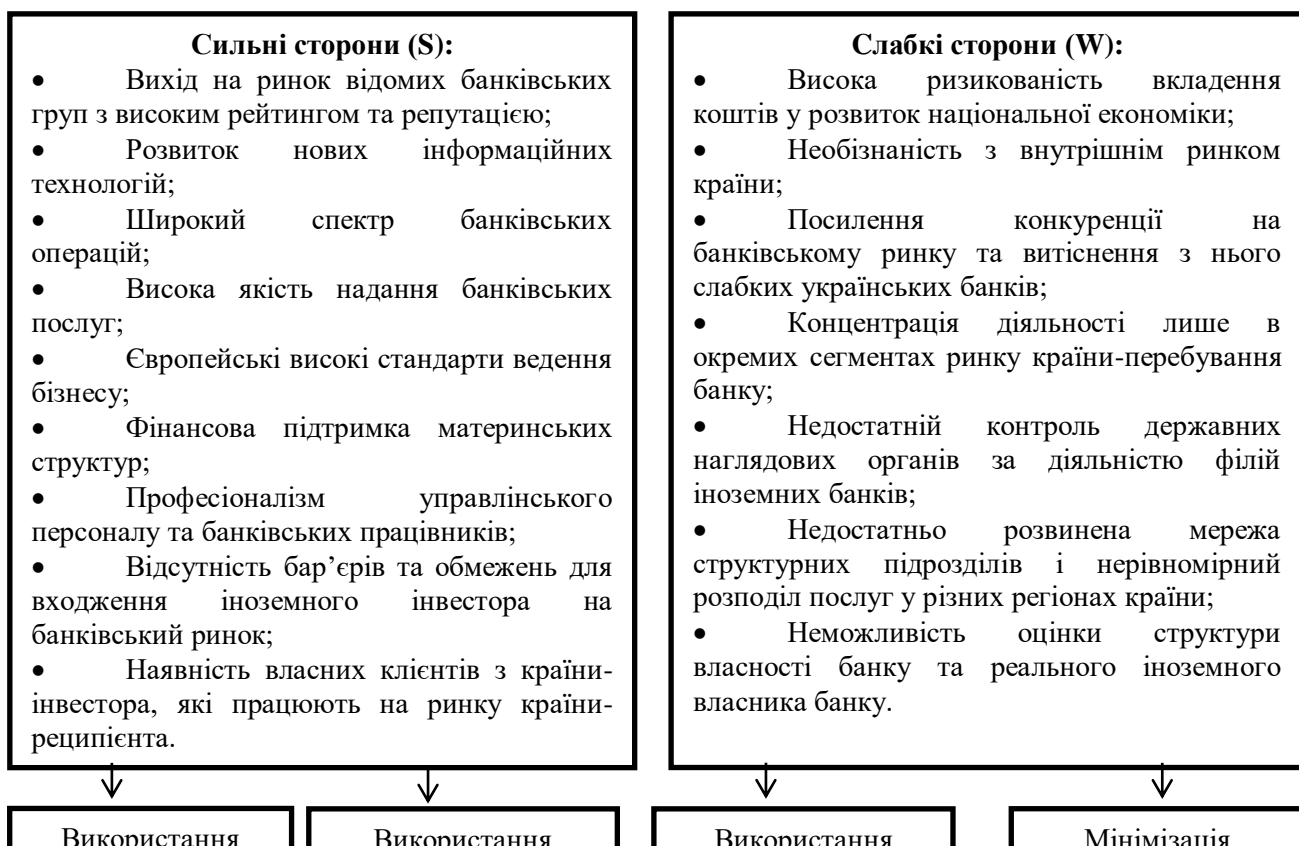 Сильні сторони (S):
• Вихід на ринок відомих банківських
груп з високим рейтингом та репутацією;
• Розвиток нових інформаційних
технологій;
• Широкий спектр банківських
операцій;
• Висока якість надання банківських
послуг;
• Європейські високі стандарти ведення
бізнесу;
• Фінансова підтримка материнських
структур;
• Професіоналізм управлінського
персоналу та банківських працівників;
• Відсутність бар’єрів та обмежень для
входження іноземного інвестора на
банківський ринок;
• Наявність власних клієнтів з країни-
інвестора, які працюють на ринку країни-
реципієнта.
Слабкі сторони (W):
• Висока ризикованість вкладення
коштів у розвиток національної економіки;
• Необізнаність з внутрішнім ринком
країни;
• Посилення конкуренції на
банківському ринку та витіснення з нього
слабких українських банків;
• Концентрація діяльності лише в
окремих сегментах ринку країни-перебування
банку;
• Недостатній контроль державних
наглядових органів за діяльністю філій
іноземних банків;
• Недостатньо розвинена мережа
структурних підрозділів і нерівномірний
розподіл послуг у різних регіонах країни;
• Неможливість оцінки структури
власності банку та реального іноземного
власника банку.
Використання
Використання
Використання
Мінімізація